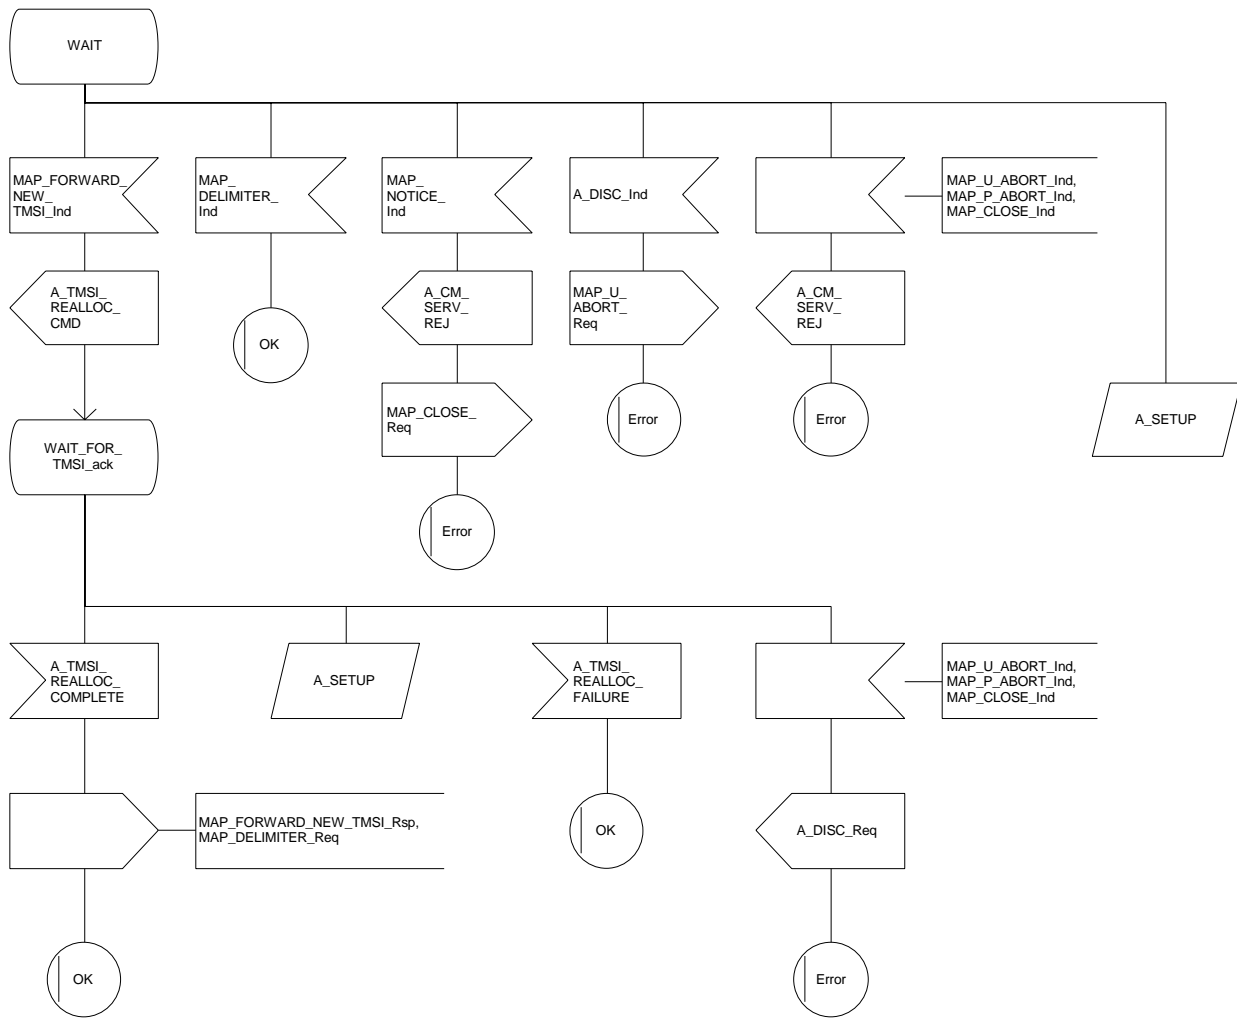 WAIT
MAP_FORWARD_
NEW_
TMSI_Ind
MAP_
DELIMITER_
Ind
MAP_
NOTICE_
Ind
A_DISC_Ind
MAP_U_ABORT_Ind,
MAP_P_ABORT_Ind,
MAP_CLOSE_Ind
A_TMSI_
REALLOC_
CMD
OK
A_CM_
SERV_
REJ
MAP_U_
ABORT_
Req
A_CM_
SERV_
REJ
MAP_CLOSE_
Req
Error
Error
A_SETUP
WAIT_FOR_
TMSI_ack
Error
A_TMSI_
REALLOC_
COMPLETE
A_SETUP
A_TMSI_
REALLOC_
FAILURE
MAP_U_ABORT_Ind,
MAP_P_ABORT_Ind,
MAP_CLOSE_Ind
MAP_FORWARD_NEW_TMSI_Rsp,
MAP_DELIMITER_Req
OK
A_DISC_Req
OK
Error